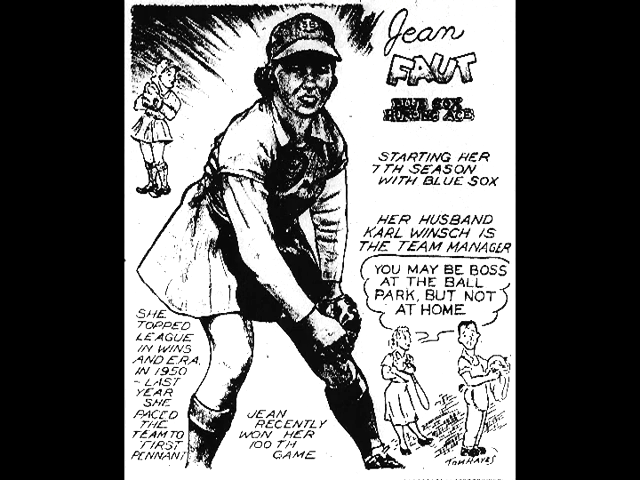 Jean
FAUT
BLUE SOX
HURLING ACE
STARTING HER
7TH SEASON
WITH BLUE SOX
HER HUSBAND
KARL WINSCH IS
THE TEAM MANAGER
YOU MAY BE BOSS
AT THE BALL
PARK, BUT NOT
AT HOME
SHE
TOPPED
LEAGUE
IN WINS
AND E.R.A.
IN 1950
- LAST
YEAR
SHE
PACED
THE
TEAM TO
FIRST
PENNANT
JEAN
RECENTLY
WON HER
100TH
GAME
TOM HAYES